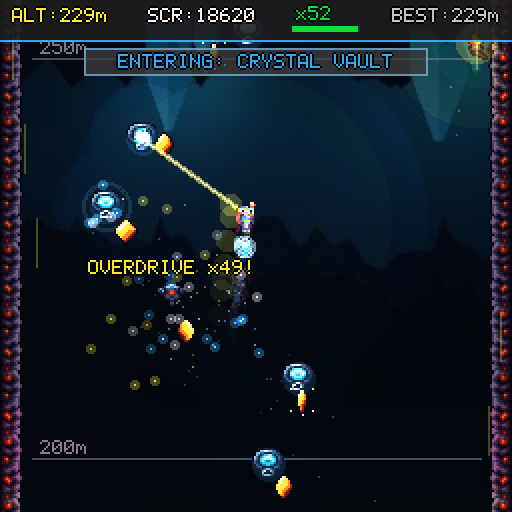 ALT:229m SCR:18620 x52 BEST:229m
250m
ENTERING: CRYSTAL VAULT
OVERDRIVE x49!
200m